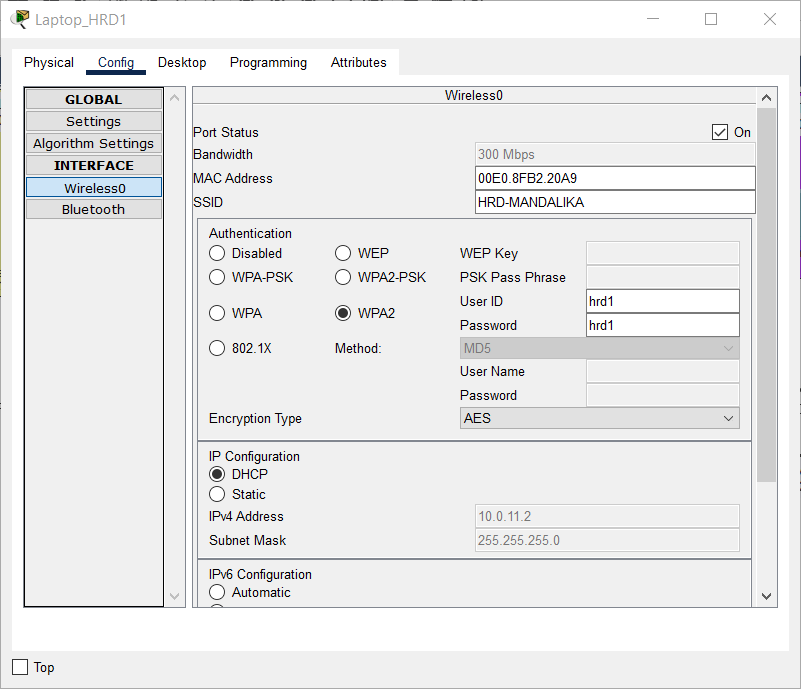 Laptop_HRD1
Physical Config Desktop Programming Attributes
GLOBAL
Settings
Algorithm Settings
INTERFACE
Wireless0
Bluetooth
Wireless0
Port Status On
Bandwidth 300 Mbps
MAC Address 00E0.8FB2.20A9
SSID HRD-MANDALIKA
Authentication
Disabled WEP WEP Key
WPA-PSK WPA2-PSK PSK Pass Phrase
User ID hrd1
WPA WPA2
Password hrd1
802.1X Method: MD5
User Name
Password
Encryption Type AES
IP Configuration
DHCP
Static
IPv4 Address 10.0.11.2
Subnet Mask 255.255.255.0
IPv6 Configuration
Automatic
Top